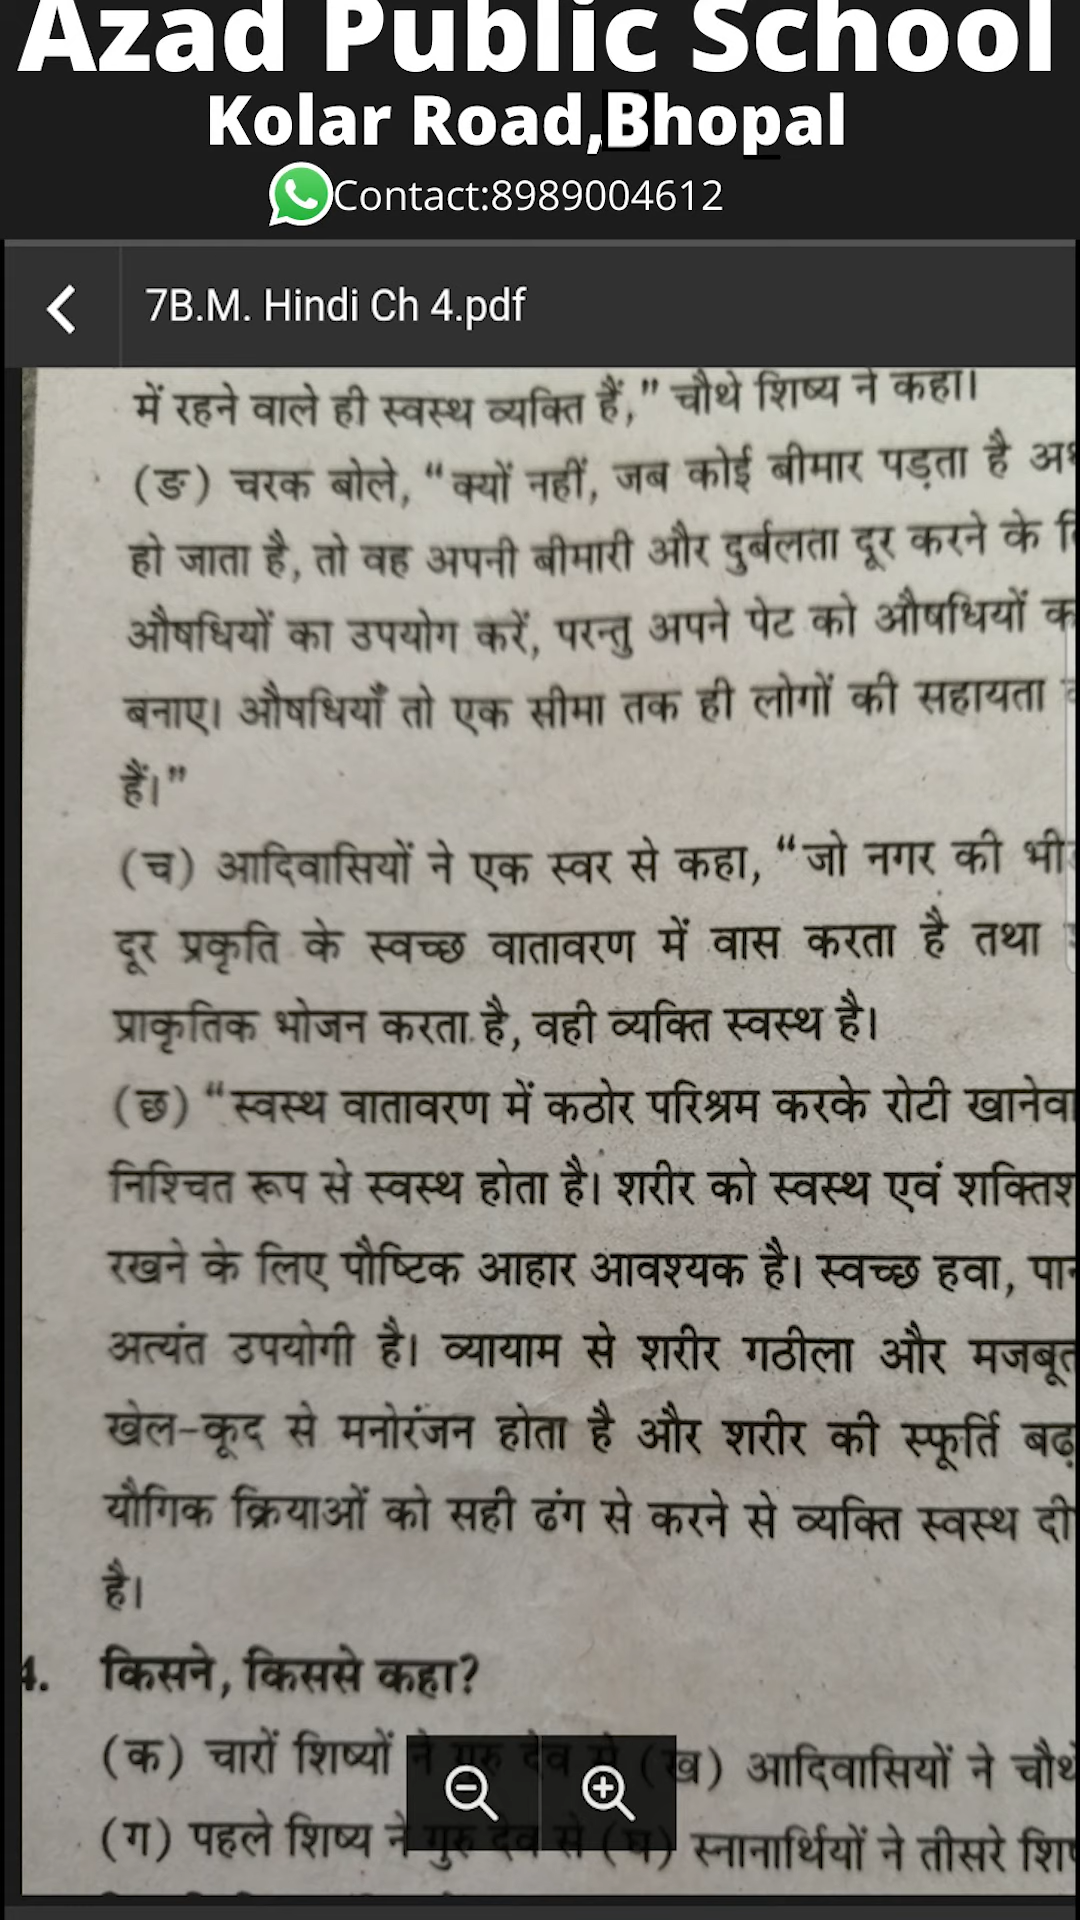 Azad Public School
Kolar Road,Bhopal
Contact:8989004612
7B.M. Hindi Ch 4.pdf
में रहने वाले ही स्वस्थ व्यक्ति हैं,” चौथे शिष्य ने कहा।
(ङ) चरक बोले, “क्यों नहीं, जब कोई बीमार पड़ता है
हो जाता है, तो वह अपनी बीमारी और दुर्बलता दूर करने के
औषधियों का उपयोग करें, परन्तु अपने पेट को औषधियों
बनाए। औषधियाँ तो एक सीमा तक ही लोगों की सहायता
हैं।”
(च) आदिवासियों ने एक स्वर से कहा, “जो नगर की
दूर प्रकृति के स्वच्छ वातावरण में वास करता है तथा
प्राकृतिक भोजन करता है, वही व्यक्ति स्वस्थ है।
(छ) “स्वस्थ वातावरण में कठोर परिश्रम करके रोटी
निश्चित रूप से स्वस्थ होता है। शरीर को स्वस्थ एवं
रखने के लिए पौष्टिक आहार आवश्यक है। स्वच्छ हवा,
अत्यंत उपयोगी है। व्यायाम से शरीर गठीला और मजबूत
खेल-कूद से मनोरंजन होता है और शरीर की स्फूर्ति
यौगिक क्रियाओं को सही ढंग से करने से व्यक्ति स्वस्थ
है।
4. किसने, किससे कहा?
(क) चारों शिष्यों ने गुरु देव से (ख) आदिवासियों ने
(ग) पहले शिष्य ने गुरु देव से (घ) स्नानार्थियों ने तीसरे